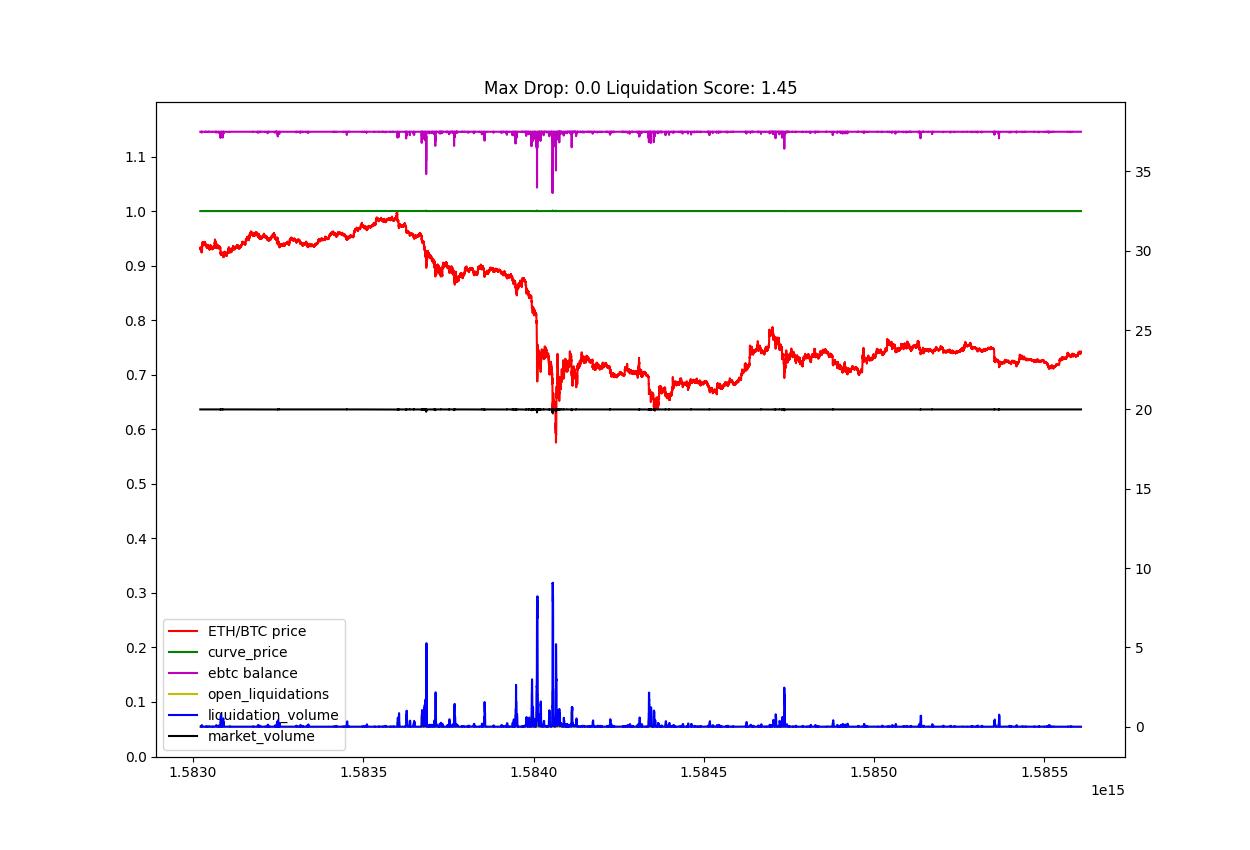 Max Drop: 0.0 Liquidation Score: 1.45
1.1
1.0
0.9
0.8
0.7
0.6
0.5
0.4
0.3
0.2
0.1
0.0
35
30
25
20
15
10
5
0
ETH/BTC price
curve_price
ebtc balance
open_liquidations
liquidation_volume
market_volume
1.5830 1.5835 1.5840 1.5845 1.5850 1.5855
1e15